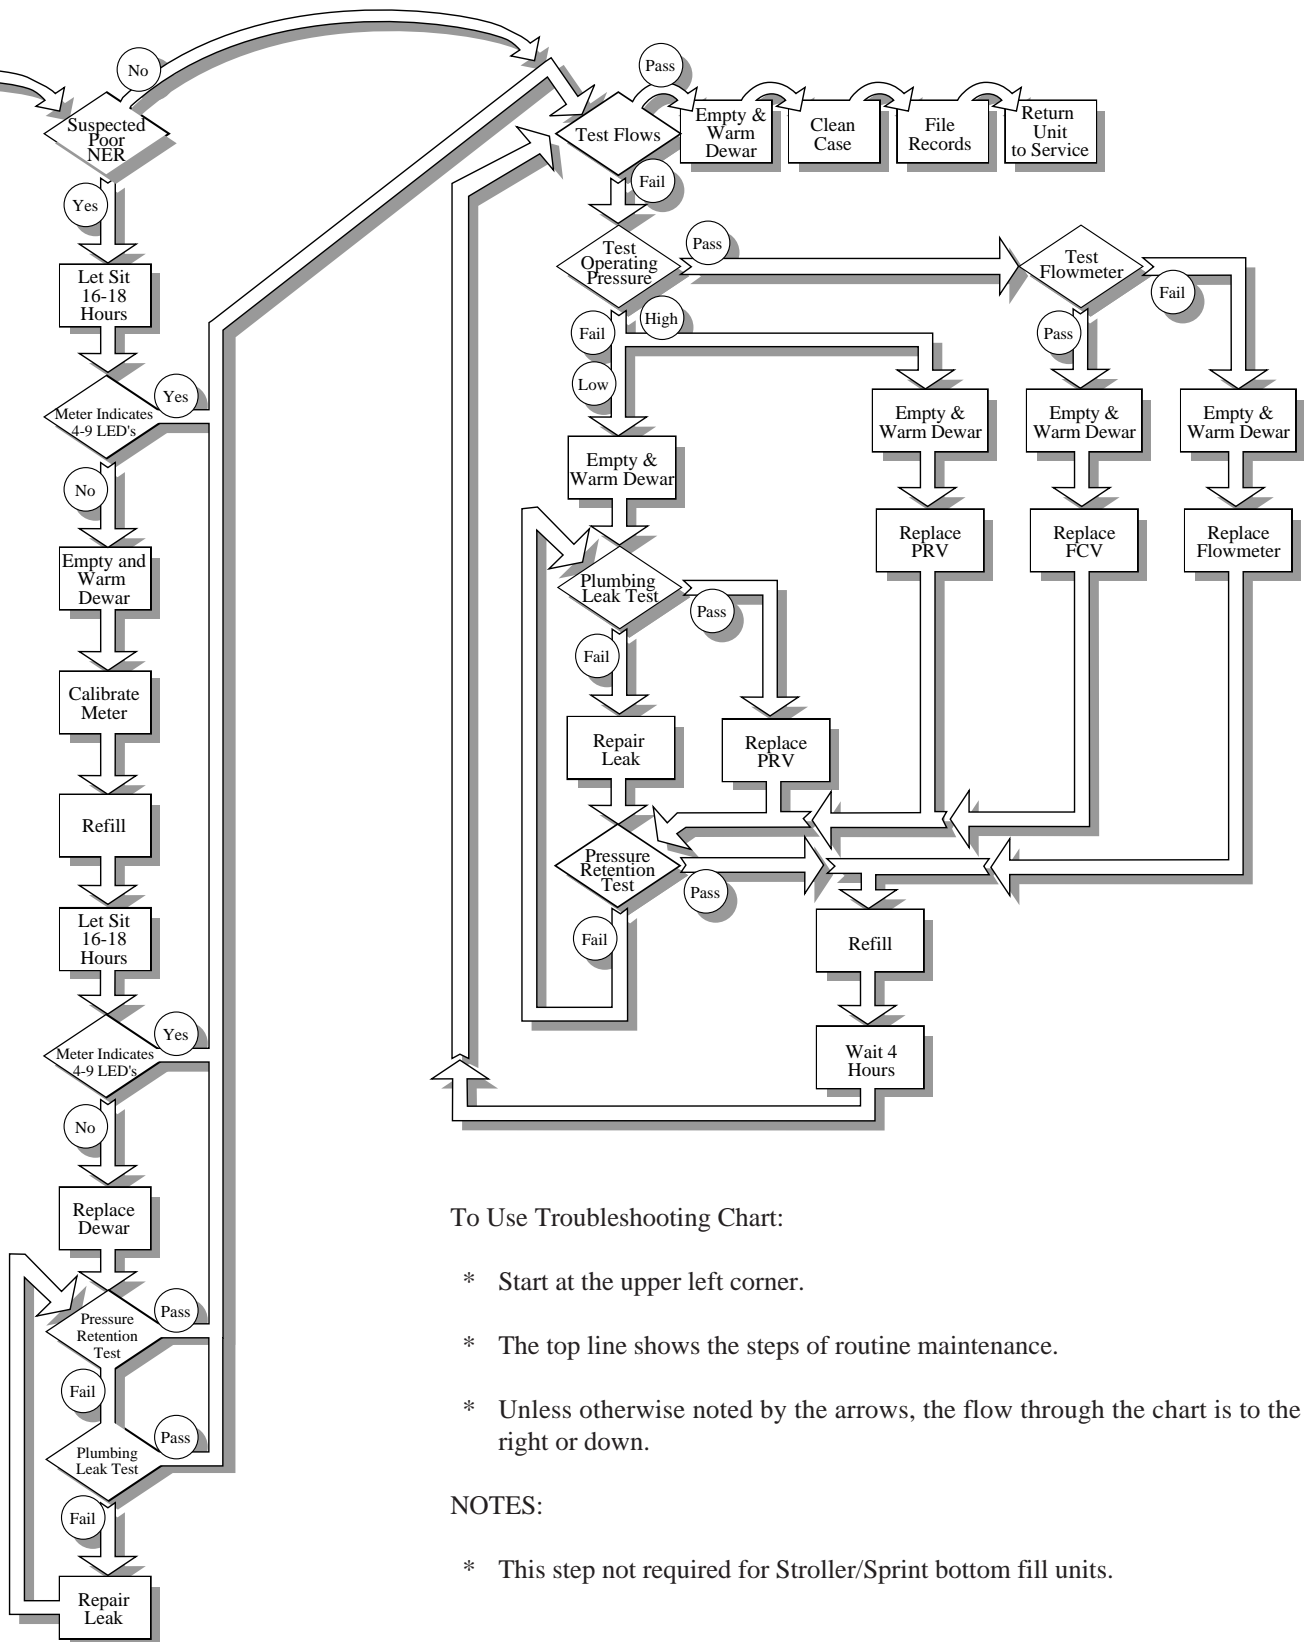 No
Suspected
Poor
NER
Yes
Let Sit
16-18
Hours
Meter Indicates
4-9 LED's
Yes
No
Empty and
Warm
Dewar
Calibrate
Meter
Refill
Let Sit
16-18
Hours
Meter Indicates
4-9 LED's
Yes
No
Replace
Dewar
Pressure
Retention
Test
Pass
Fail
Plumbing
Leak Test
Pass
Fail
Repair
Leak
Test Flows
Pass
Empty &
Warm
Dewar
Clean
Case
File
Records
Return
Unit
to Service
Fail
Test
Operating
Pressure
Pass
Test
Flowmeter
Fail
Pass
Fail
High
Low
Empty &
Warm Dewar
Empty &
Warm Dewar
Empty &
Warm Dewar
Empty &
Warm Dewar
Replace
PRV
Replace
FCV
Replace
Flowmeter
Plumbing
Leak Test
Pass
Fail
Repair
Leak
Replace
PRV
Pressure
Retention
Test
Pass
Fail
Refill
Wait 4
Hours
To Use Troubleshooting Chart:
* Start at the upper left corner.
* The top line shows the steps of routine maintenance.
* Unless otherwise noted by the arrows, the flow through the chart is to the
right or down.
NOTES:
* This step not required for Stroller/Sprint bottom fill units.